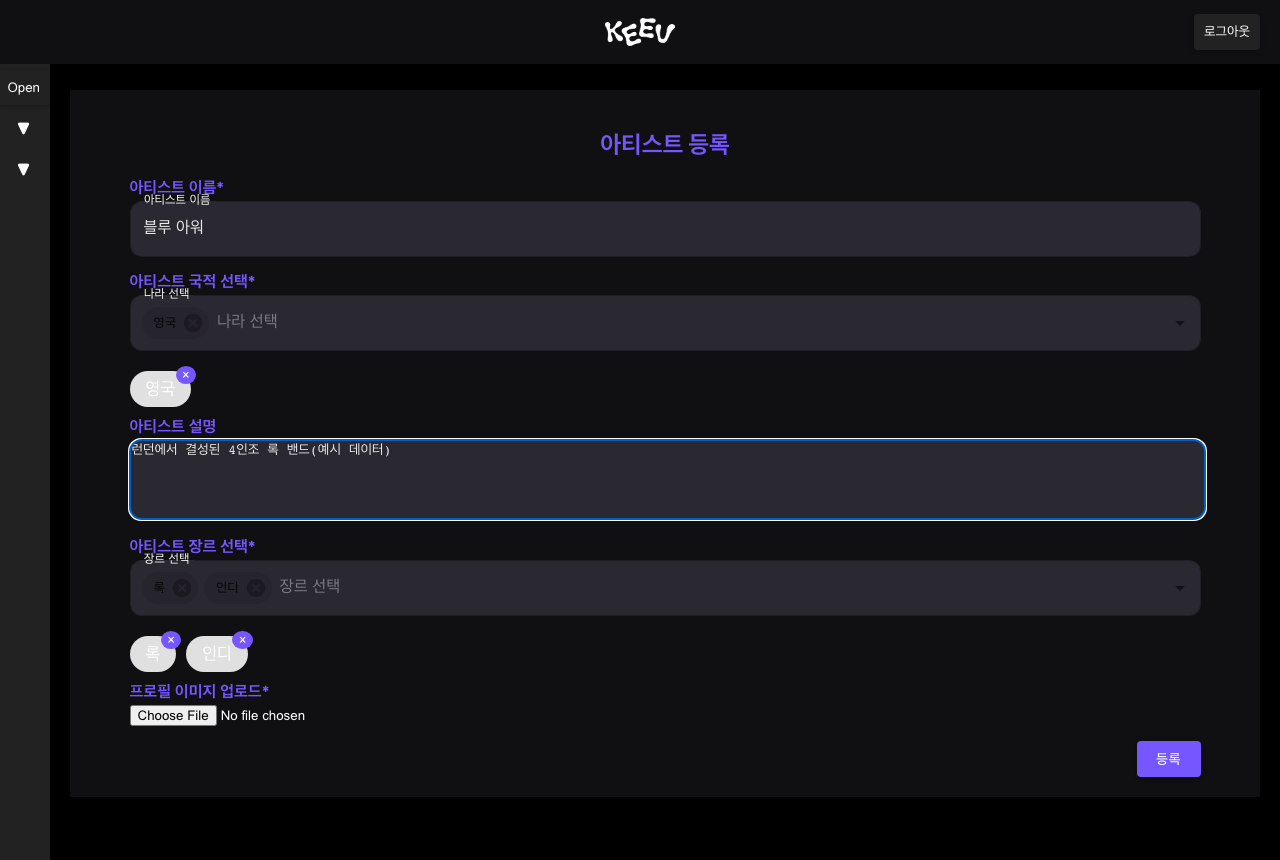 KEEV
로그아웃
Open
아티스트 등록
아티스트 이름*
아티스트 이름
블루 아워
아티스트 국적 선택*
나라 선택
영국 나라 선택
영국 ×
아티스트 설명
런던에서 결성된 4인조 록 밴드(예시 데이터)
아티스트 장르 선택*
장르 선택
록 인디 장르 선택
록 × 인디 ×
프로필 이미지 업로드*
Choose File No file chosen
등록